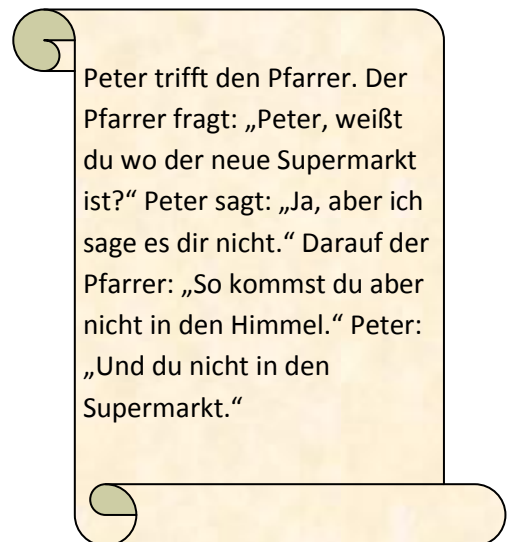 Peter trifft den Pfarrer. Der
Pfarrer fragt: „Peter, weißt
du wo der neue Supermarkt
ist?“ Peter sagt: „Ja, aber ich
sage es dir nicht.“ Darauf der
Pfarrer: „So kommst du aber
nicht in den Himmel.“ Peter:
„Und du nicht in den
Supermarkt.“